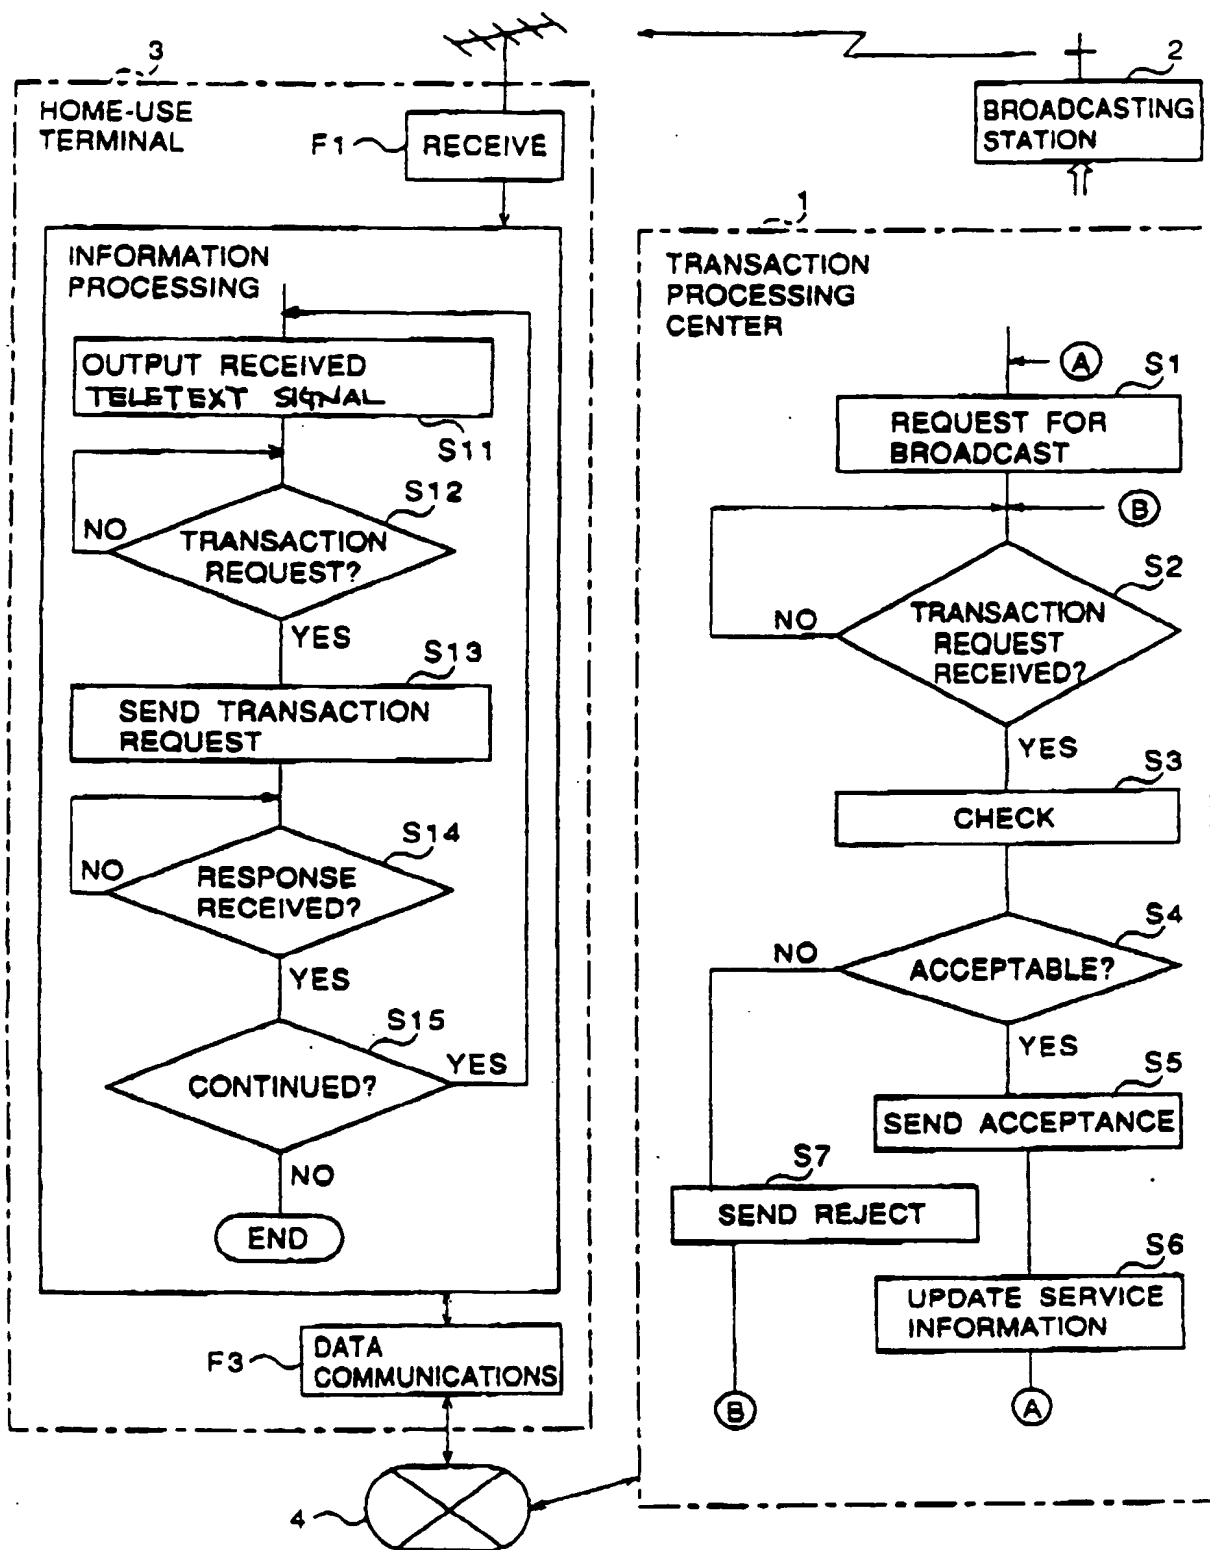 3
HOME-USE
TERMINAL
F1
RECEIVE
2
BROADCASTING
STATION
INFORMATION
PROCESSING
OUTPUT RECEIVED
TELETEXT SIGNAL
S11
S12
NO
TRANSACTION
REQUEST?
YES
S13
SEND TRANSACTION
REQUEST
S14
NO
RESPONSE
RECEIVED?
YES
S15
CONTINUED?
YES
NO
END
F3
DATA
COMMUNICATIONS
4
1
TRANSACTION
PROCESSING
CENTER
A
S1
REQUEST FOR
BROADCAST
B
S2
NO
TRANSACTION
REQUEST
RECEIVED?
YES
S3
CHECK
S4
NO
ACCEPTABLE?
YES
S5
SEND ACCEPTANCE
S7
SEND REJECT
S6
UPDATE SERVICE
INFORMATION
B
A